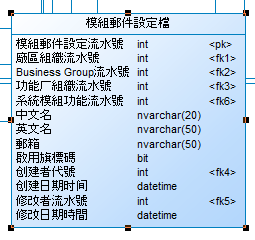 模組郵件設定檔
模組郵件設定流水號 int <pk>
廠區組織流水號 int <fk1>
Business Group流水號 int <fk2>
功能厂組織流水號 int <fk3>
系統模組功能流水號 int <fk6>
中文名 nvarchar(20)
英文名 nvarchar(50)
郵箱 nvarchar(50)
啟用旗標碼 bit
创建者代號 int <fk4>
创建日期时间 datetime
修改者流水號 int <fk5>
修改日期時間 datetime